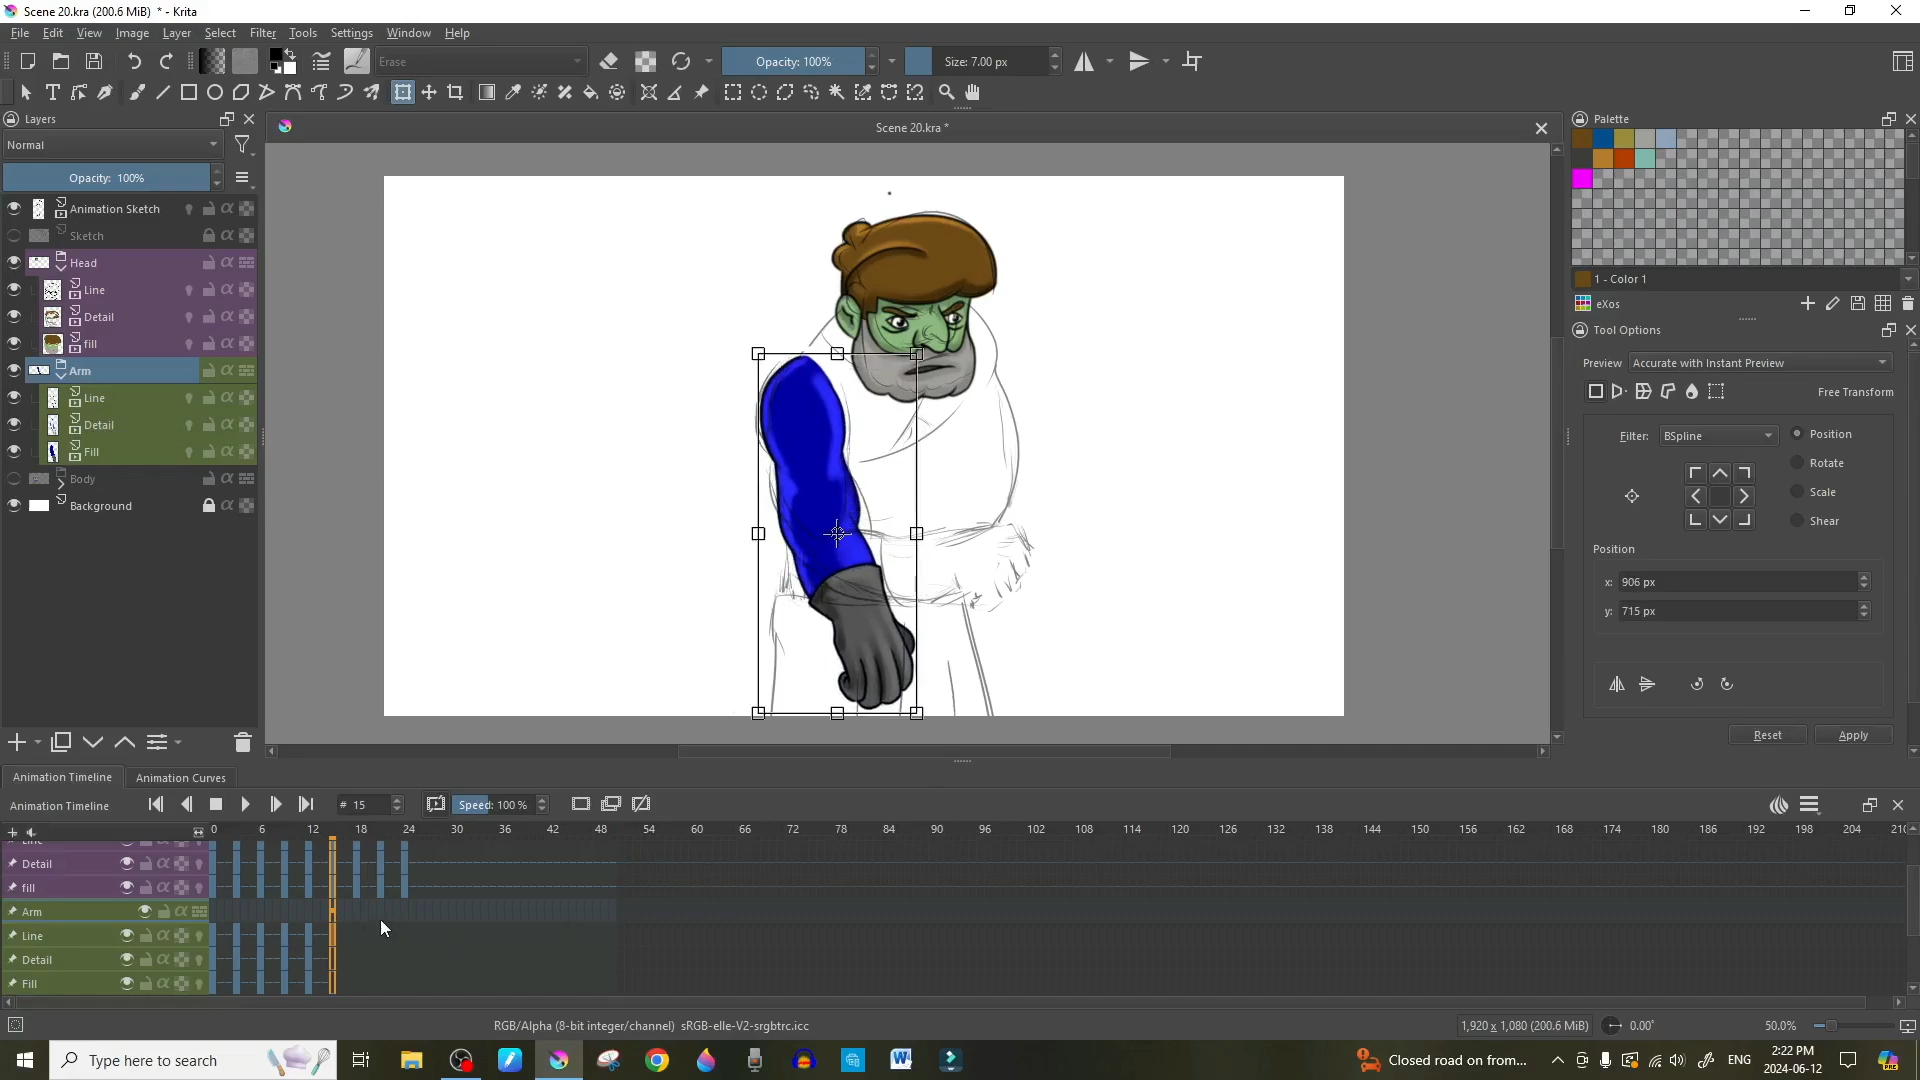 Scene 20.kra (200.6 MiB) * - Krita
File Edit View Image Layer Select Filter Tools Settings Window Help
Erase
Opacity: 100%
Size: 7.00 px
Layers
Scene 20.kra *
Palette
Normal
Opacity: 100%
Animation Sketch
Sketch
Head
Line
Detail
fill
Arm
Line
Detail
Fill
Body
Background
1 - Color 1
eXos
Tool Options
Preview Accurate with Instant Preview
Free Transform
Filter: BSpline
Position
Rotate
Scale
Shear
Position
x: 906 px
y: 715 px
Reset Apply
Animation Timeline Animation Curves
Animation Timeline
# 15
Speed: 100 %
0 6 12 18 24 30 36 42 48 54 60 66 72 78 84 90 96 102 108 114 120 126 132 138 144 150 156 162 168 174 180 186 192 198 204 210
Line
Detail
fill
Arm
Line
Detail
Fill
RGB/Alpha (8-bit integer/channel) sRGB-elle-V2-srgbtrc.icc
1,920 x 1,080 (200.6 MiB)
0.00°
50.0%
Type here to search
Closed road on from...
ENG
2:22 PM
2024-06-12